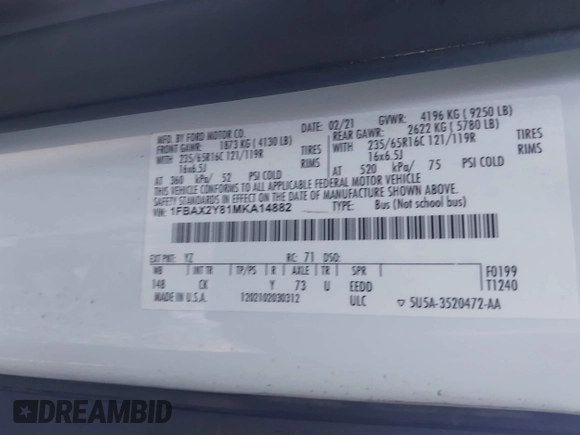 MFD. BY FORD MOTOR CO.
DATE: 02/21 GVWR: 4196 KG ( 9250 LB)
FRONT GAWR: 1873 KG ( 4130 LB) REAR GAWR: 2622 KG ( 5780 LB)
WITH 235/65R16C 121/119R TIRES WITH 235/65R16C 121/119R TIRES
16x6.5J RIMS 16x6.5J RIMS
AT 360 kPa/ 52 PSI COLD AT 520 kPa/ 75 PSI COLD
THIS VEHICLE CONFORMS TO ALL APPLICABLE FEDERAL MOTOR VEHICLE
SAFETY STANDARDS IN EFFECT ON THE DATE OF MANUFACTURE SHOWN ABOVE.
VIN: 1FBAX2Y81MKA14882 TYPE: Bus (Not school bus)
EXT PNT: YZ RC: 71 DSO:
WB INT TR TP/PS R AXLE TR SPR F0199
148 CK Y 73 U EEDD T1240
MADE IN U.S.A. 1202102030312 ULC ▽ 5U5A-3520472-AA
DREAMBID